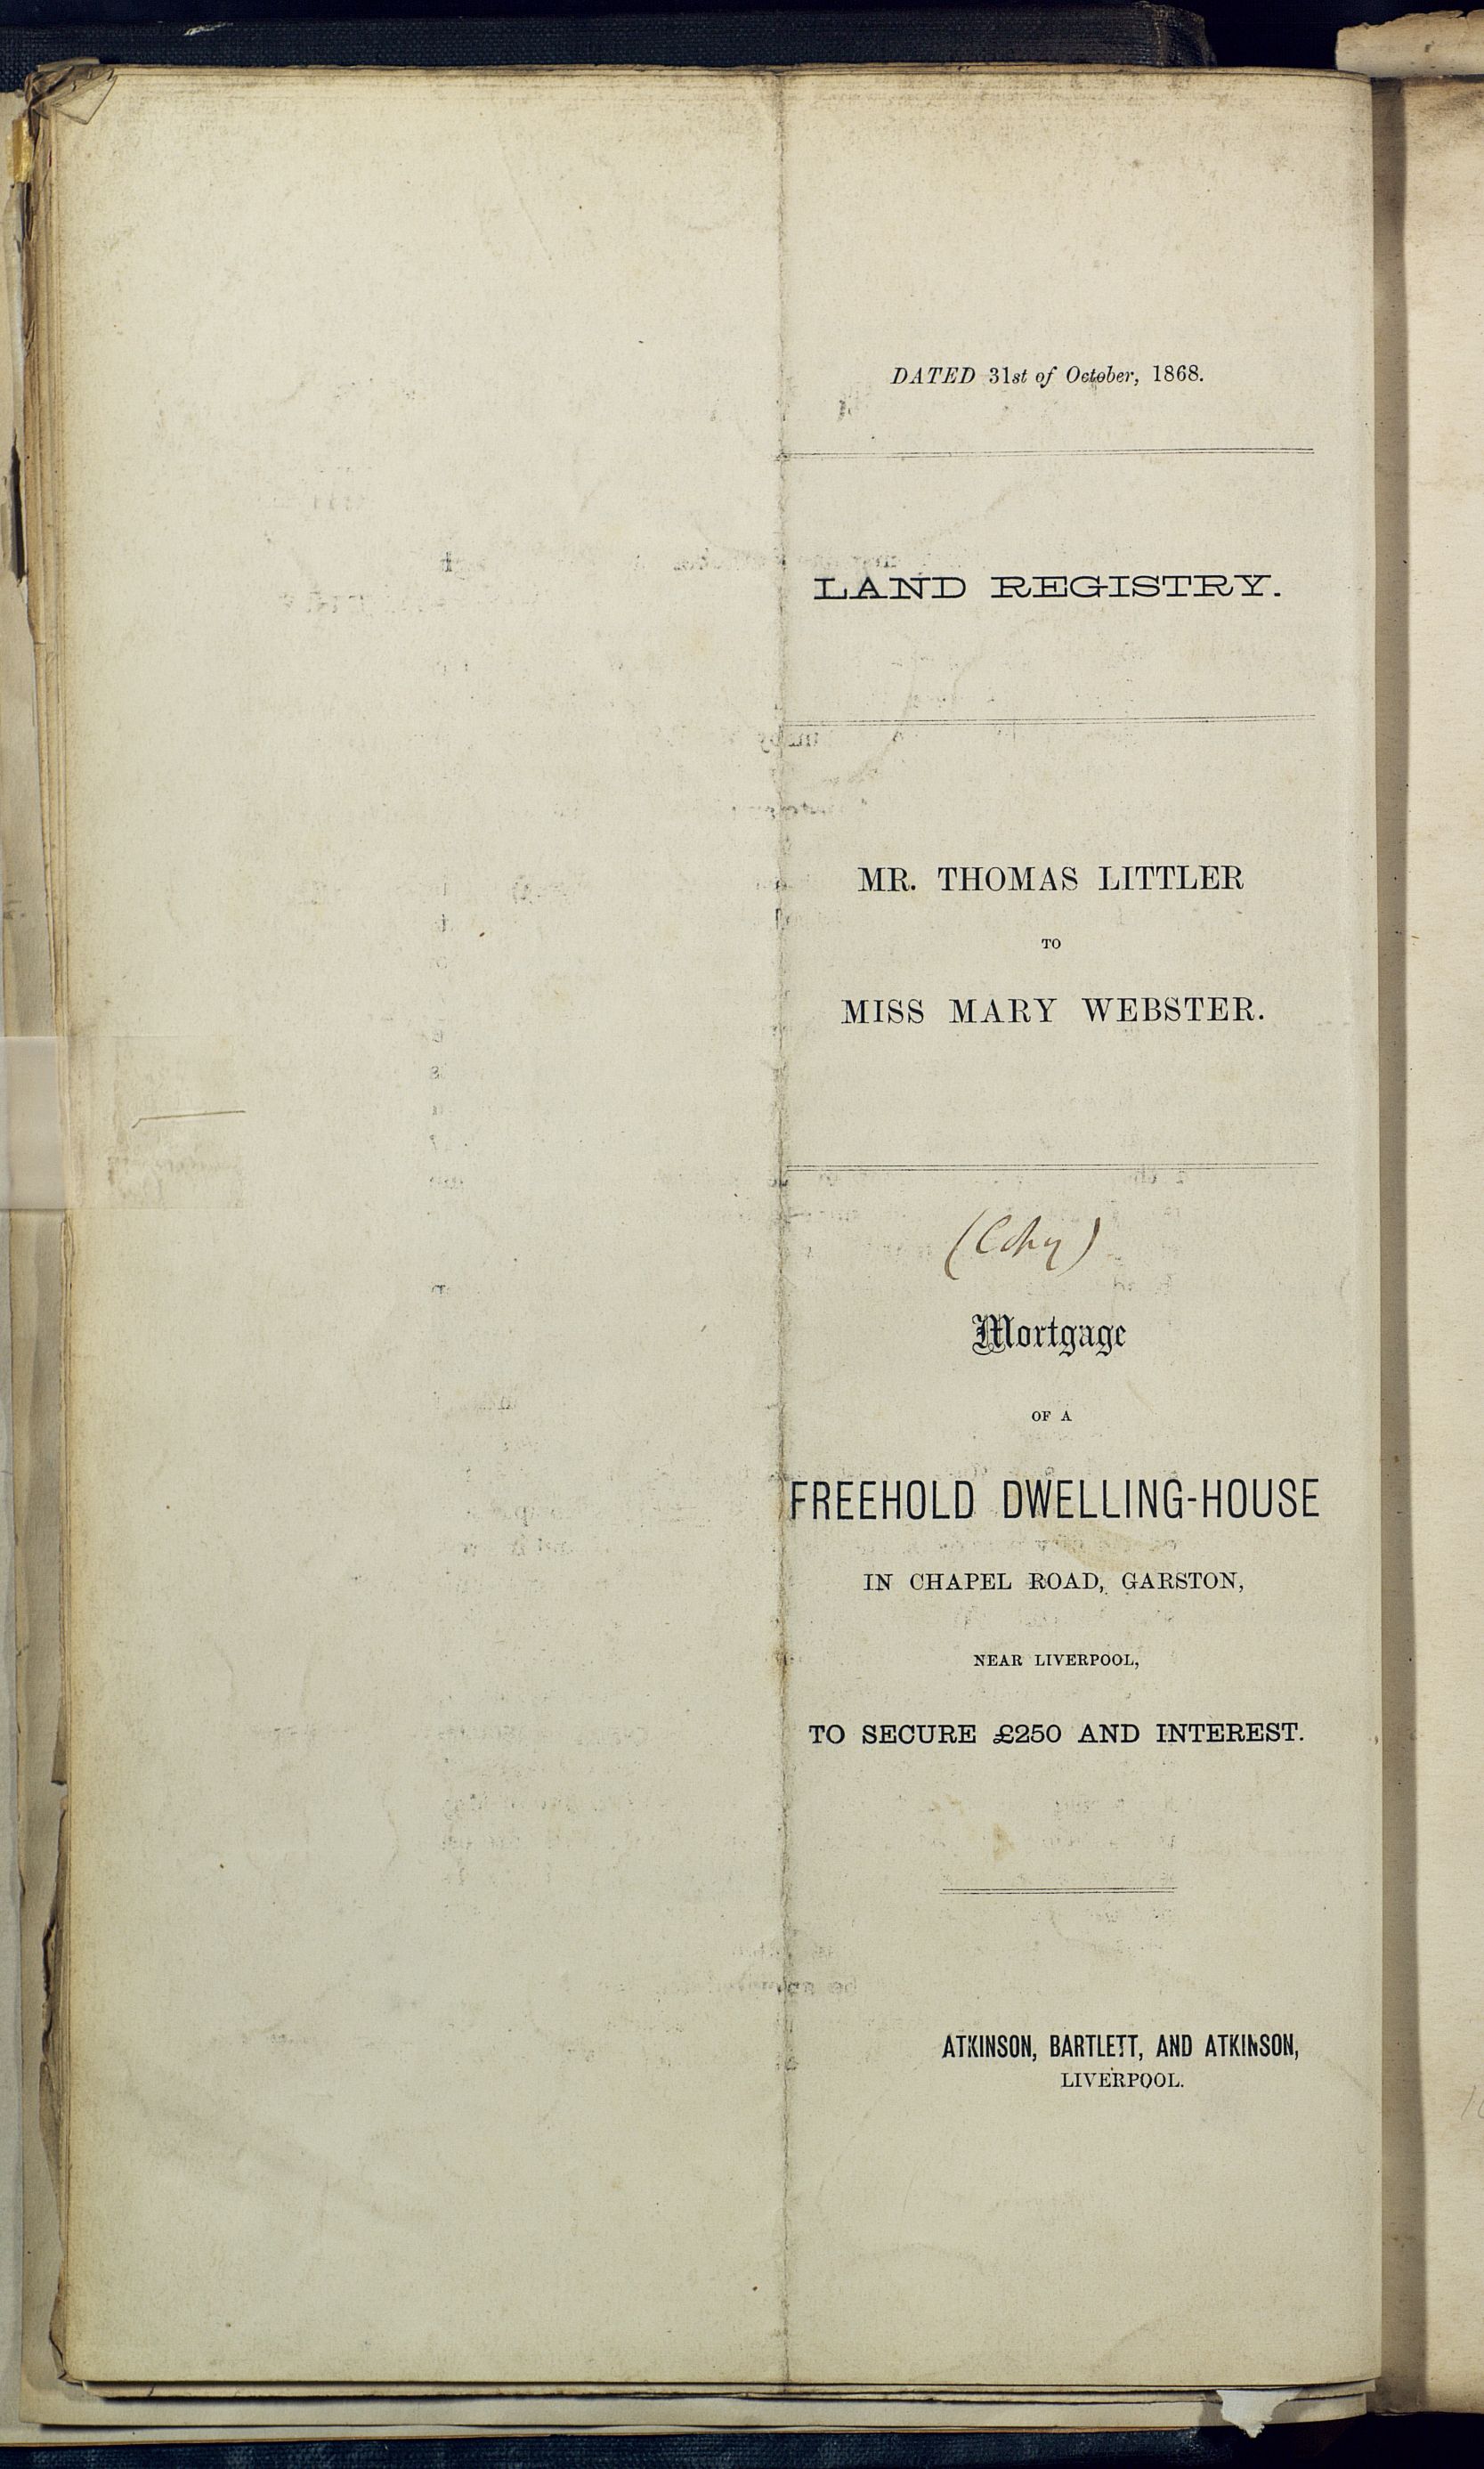 DATED 31st of October, 1868.
LAND REGISTRY.
MR. THOMAS LITTLER
TO
MISS MARY WEBSTER.
(Copy)
Mortgage
OF A
FREEHOLD DWELLING-HOUSE
IN CHAPEL ROAD, GARSTON,
NEAR LIVERPOOL,
TO SECURE £250 AND INTEREST.
ATKINSON, BARTLETT, AND ATKINSON,
LIVERPOOL.